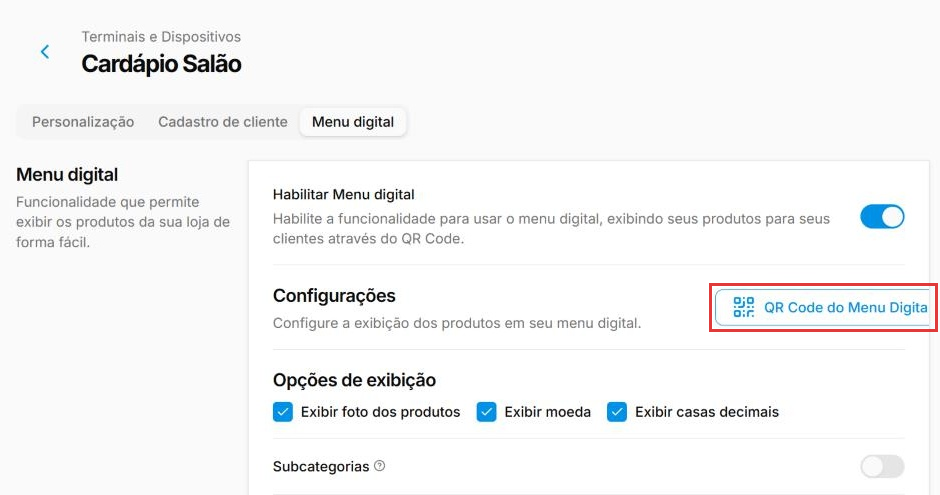 Terminais e Dispositivos
Cardápio Salão
Personalização Cadastro de cliente Menu digital
Menu digital
Funcionalidade que permite
exibir os produtos da sua loja de
forma fácil.
Habilitar Menu digital
Habilite a funcionalidade para usar o menu digital, exibindo seus produtos para seus
clientes através do QR Code.
Configurações
Configure a exibição dos produtos em seu menu digital.
QR Code do Menu Digita
Opções de exibição
Exibir foto dos produtos Exibir moeda Exibir casas decimais
Subcategorias